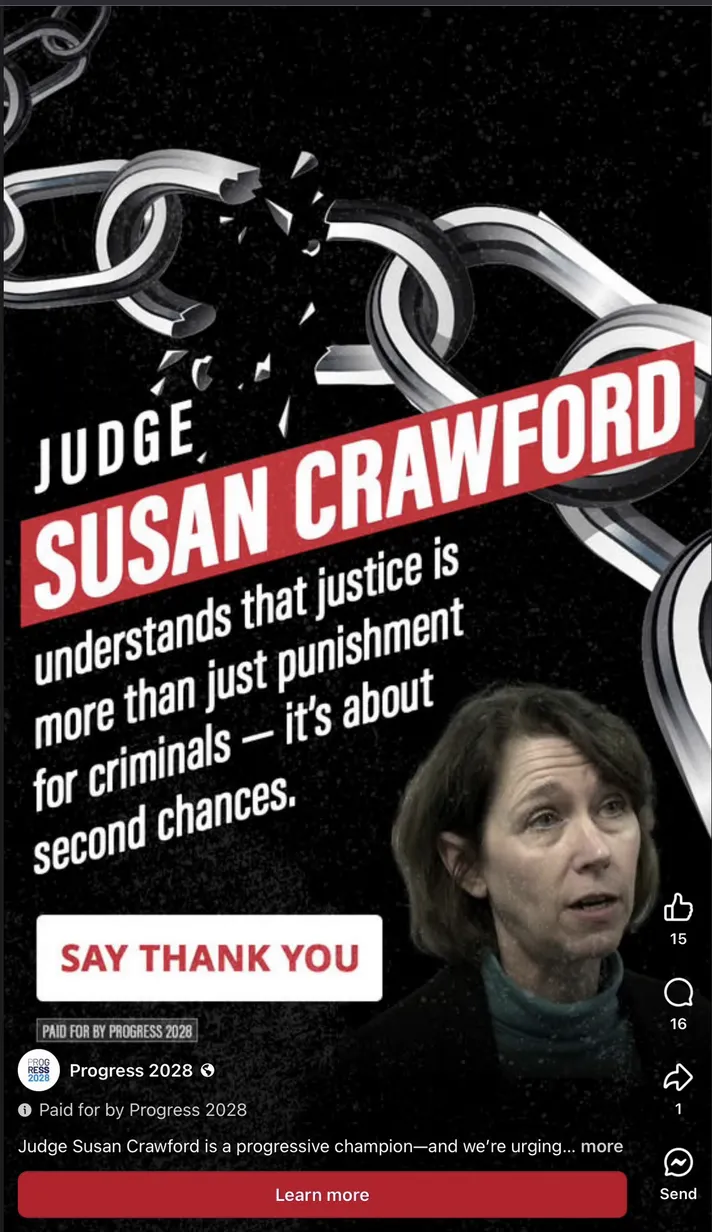 JUDGE
SUSAN CRAWFORD
understands that justice is
more than just punishment
for criminals — it's about
second chances.
SAY THANK YOU
PAID FOR BY PROGRESS 2028
PROG
RESS
2028
Progress 2028
Paid for by Progress 2028
Judge Susan Crawford is a progressive champion—and we're urging... more
Learn more
15
16
1
Send